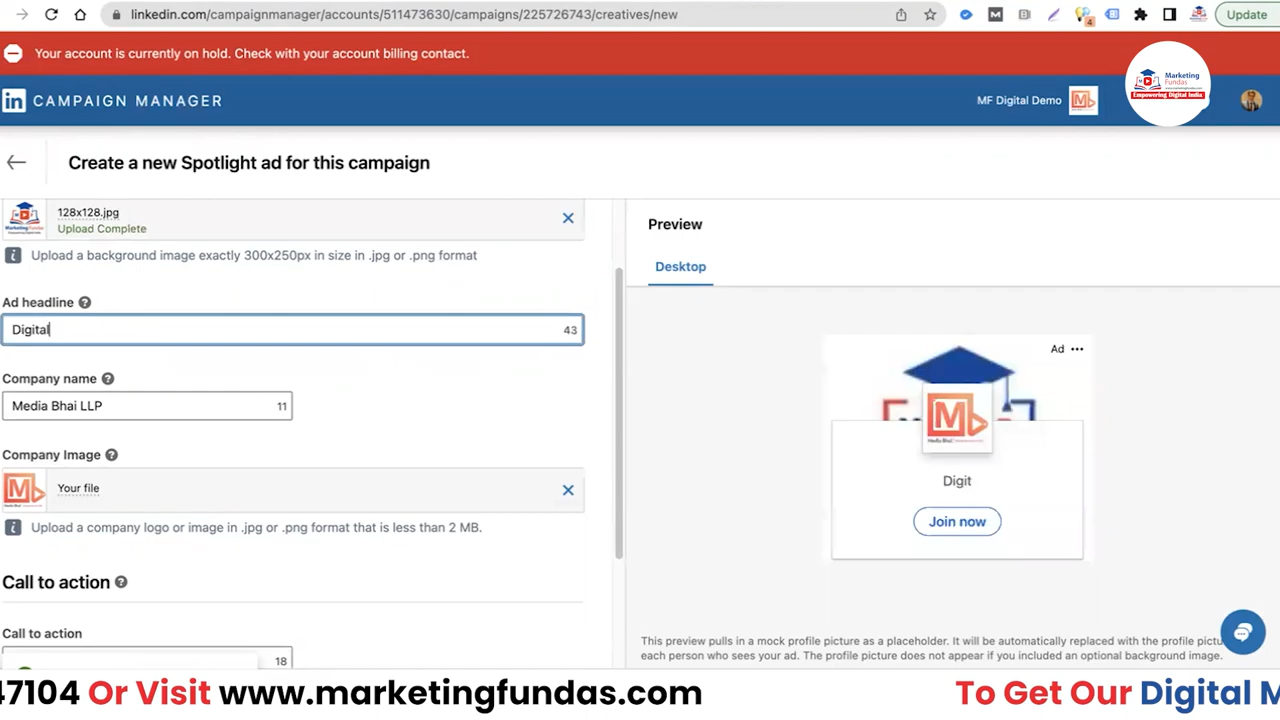 linkedin.com/campaignmanager/accounts/511473630/campaigns/225726743/creatives/new
4
Update
Your account is currently on hold. Check with your account billing contact.
in CAMPAIGN MANAGER
MF Digital Demo
Marketing
Fundas
www.marketingfundas.com
Empowering Digital India
Create a new Spotlight ad for this campaign
128x128.jpg
Upload Complete
Upload a background image exactly 300x250px in size in .jpg or .png format
Ad headline
Digital
43
Company name
Media Bhai LLP
11
Company Image
Your file
Upload a company logo or image in .jpg or .png format that is less than 2 MB.
Call to action
Call to action
18
Preview
Desktop
Ad
Media Bhai
Digit
Join now
This preview pulls in a mock profile picture as a placeholder. It will be automatically replaced with the profile pictu
each person who sees your ad. The profile picture does not appear if you included an optional background image.
47104 Or Visit www.marketingfundas.com
To Get Our Digital M